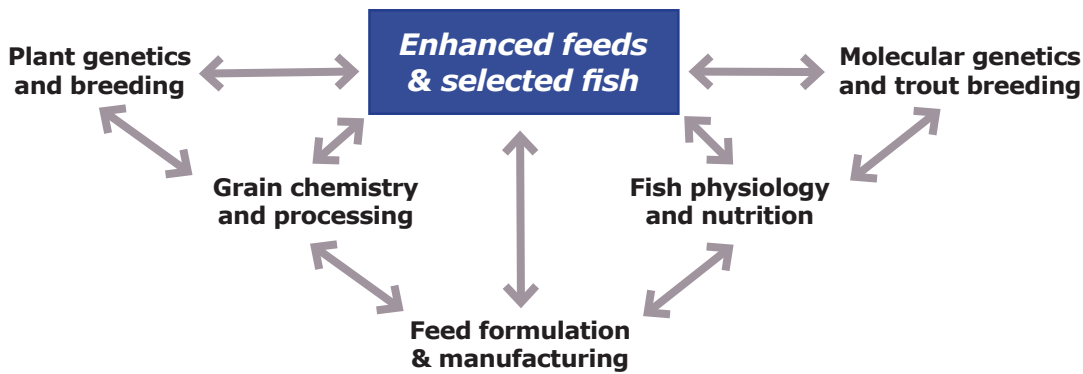 Plant genetics
and breeding
Enhanced feeds
& selected fish
Molecular genetics
and trout breeding
Grain chemistry
and processing
Fish physiology
and nutrition
Feed formulation
& manufacturing